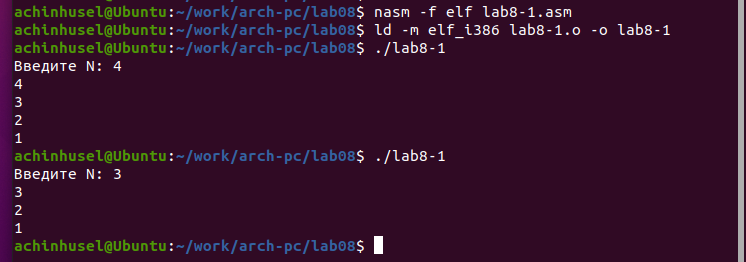 achinhusel@Ubuntu:~/work/arch-pc/lab08$ nasm -f elf lab8-1.asm
achinhusel@Ubuntu:~/work/arch-pc/lab08$ ld -m elf_i386 lab8-1.o -o lab8-1
achinhusel@Ubuntu:~/work/arch-pc/lab08$ ./lab8-1
Введите N: 4
4
3
2
1
achinhusel@Ubuntu:~/work/arch-pc/lab08$ ./lab8-1
Введите N: 3
3
2
1
achinhusel@Ubuntu:~/work/arch-pc/lab08$